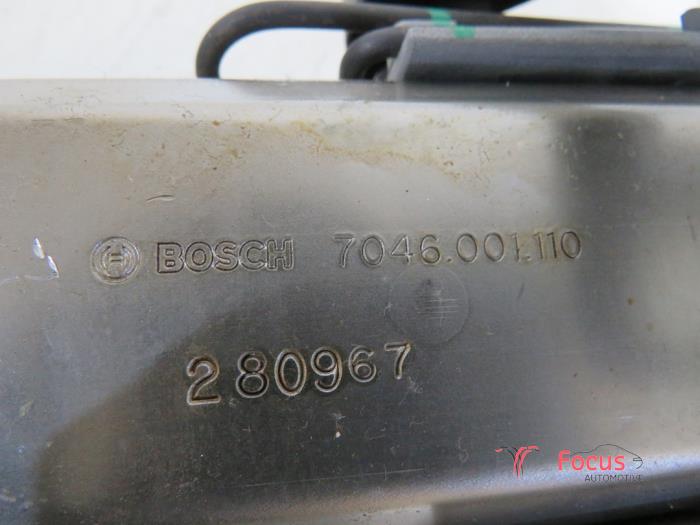 BOSCH 7046.001.110
280967
Focus
AUTOMOTIVE